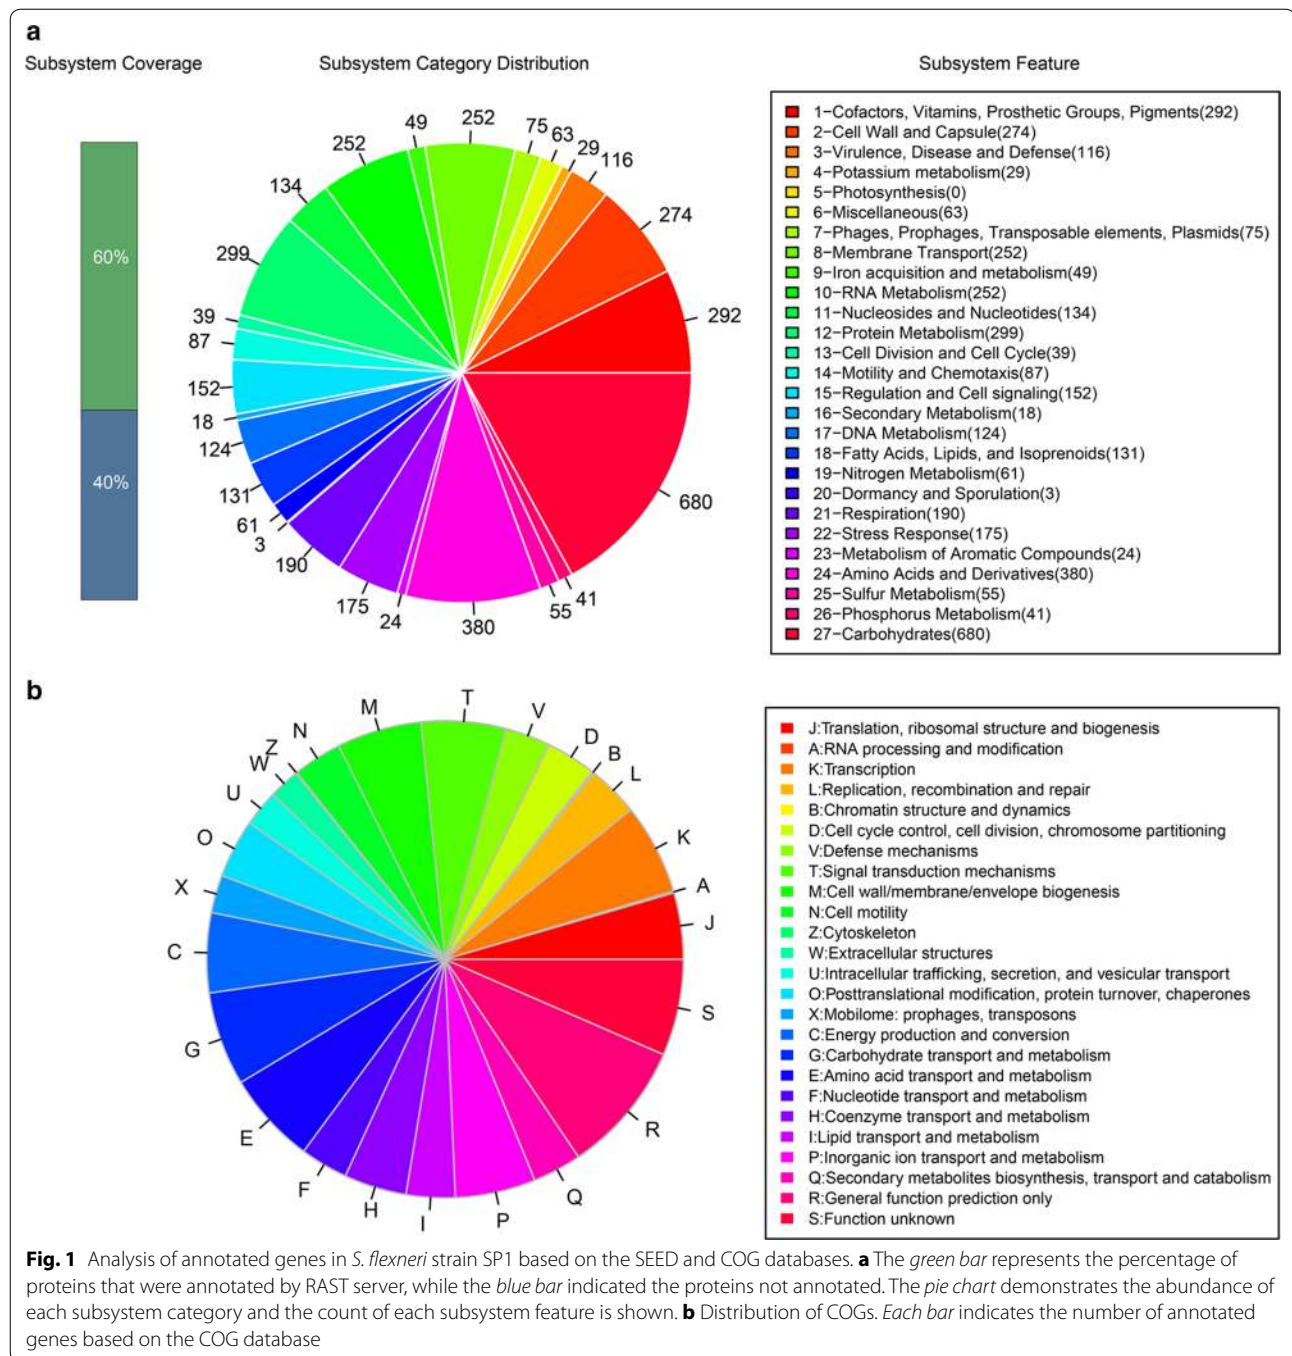 a
Subsystem Coverage
Subsystem Category Distribution
Subsystem Feature
60%
40%
49
252
75
63
29
116
252
134
274
299
292
39
87
152
18
124
680
131
61
3
190
175
24
380
55
41
1−Cofactors, Vitamins, Prosthetic Groups, Pigments(292)
2−Cell Wall and Capsule(274)
3−Virulence, Disease and Defense(116)
4−Potassium metabolism(29)
5−Photosynthesis(0)
6−Miscellaneous(63)
7−Phages, Prophages, Transposable elements, Plasmids(75)
8−Membrane Transport(252)
9−Iron acquisition and metabolism(49)
10−RNA Metabolism(252)
11−Nucleosides and Nucleotides(134)
12−Protein Metabolism(299)
13−Cell Division and Cell Cycle(39)
14−Motility and Chemotaxis(87)
15−Regulation and Cell signaling(152)
16−Secondary Metabolism(18)
17−DNA Metabolism(124)
18−Fatty Acids, Lipids, and Isoprenoids(131)
19−Nitrogen Metabolism(61)
20−Dormancy and Sporulation(3)
21−Respiration(190)
22−Stress Response(175)
23−Metabolism of Aromatic Compounds(24)
24−Amino Acids and Derivatives(380)
25−Sulfur Metabolism(55)
26−Phosphorus Metabolism(41)
27−Carbohydrates(680)
b
T
M
V
N
D
Z
B
W
L
U
O
K
X
A
J
C
S
G
R
E
F
Q
H
I
P
J:Translation, ribosomal structure and biogenesis
A:RNA processing and modification
K:Transcription
L:Replication, recombination and repair
B:Chromatin structure and dynamics
D:Cell cycle control, cell division, chromosome partitioning
V:Defense mechanisms
T:Signal transduction mechanisms
M:Cell wall/membrane/envelope biogenesis
N:Cell motility
Z:Cytoskeleton
W:Extracellular structures
U:Intracellular trafficking, secretion, and vesicular transport
O:Posttranslational modification, protein turnover, chaperones
X:Mobilome: prophages, transposons
C:Energy production and conversion
G:Carbohydrate transport and metabolism
E:Amino acid transport and metabolism
F:Nucleotide transport and metabolism
H:Coenzyme transport and metabolism
I:Lipid transport and metabolism
P:Inorganic ion transport and metabolism
Q:Secondary metabolites biosynthesis, transport and catabolism
R:General function prediction only
S:Function unknown
Fig. 1 Analysis of annotated genes in S. flexneri strain SP1 based on the SEED and COG databases. a The green bar represents the percentage of
proteins that were annotated by RAST server, while the blue bar indicated the proteins not annotated. The pie chart demonstrates the abundance of
each subsystem category and the count of each subsystem feature is shown. b Distribution of COGs. Each bar indicates the number of annotated
genes based on the COG database